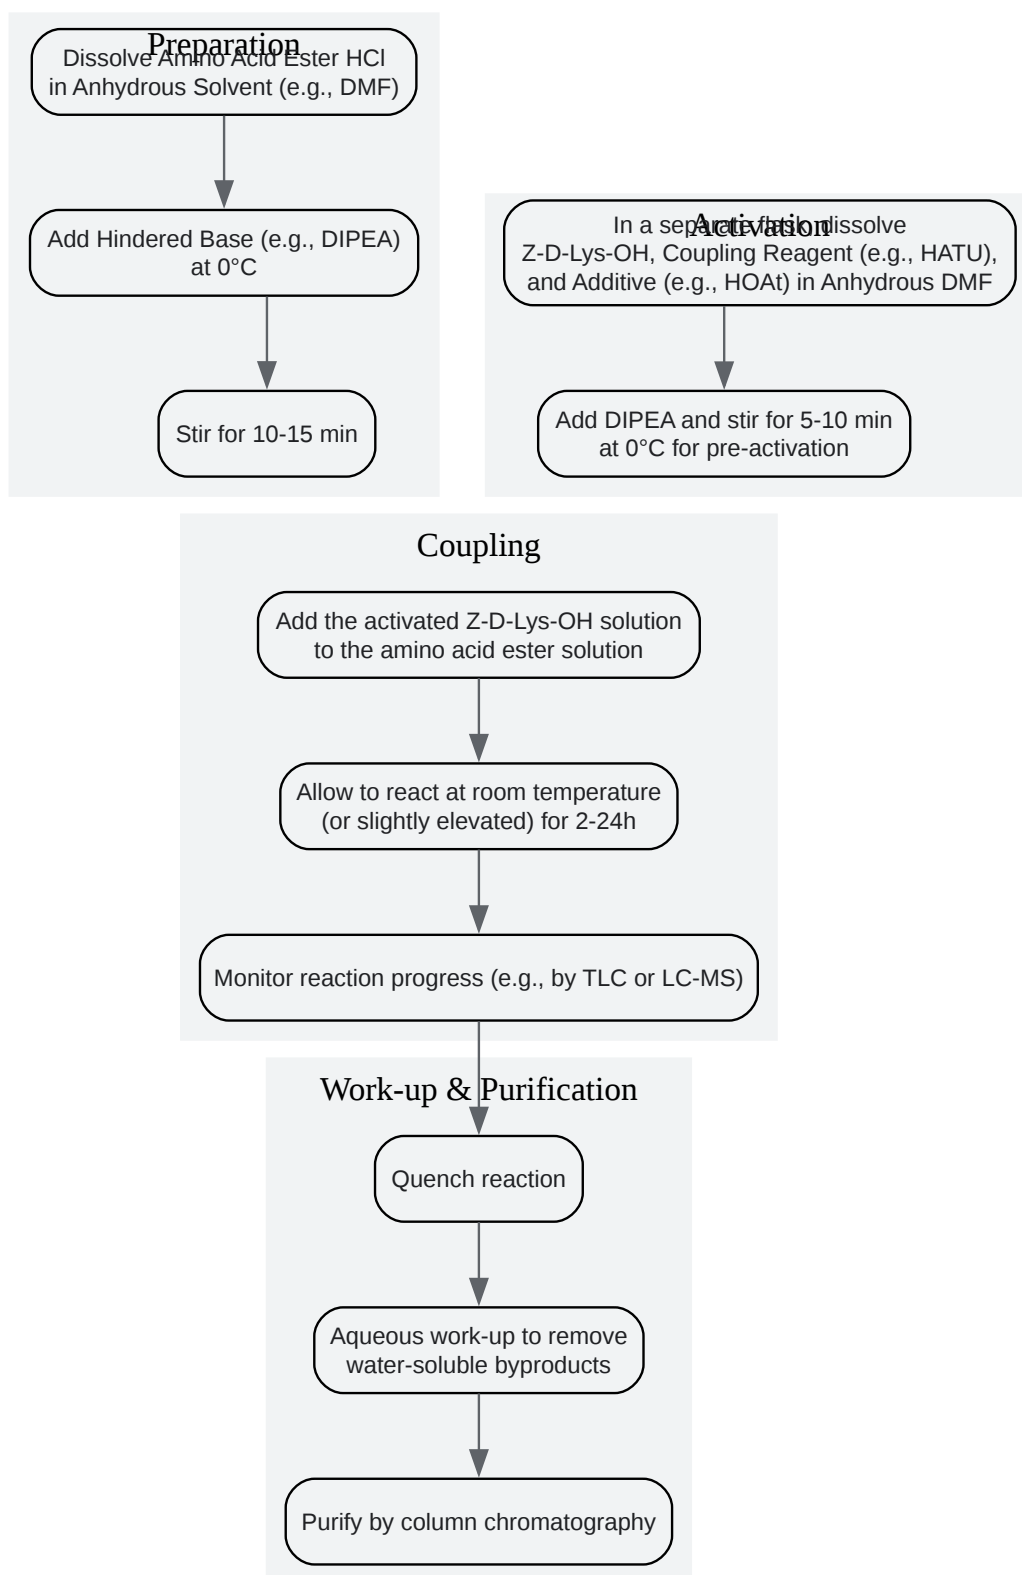 Preparation
Dissolve Amino Acid Ester HCl
in Anhydrous Solvent (e.g., DMF)
Add Hindered Base (e.g., DIPEA)
at 0°C
Stir for 10-15 min
Activation
In a separate flask, dissolve
Z-D-Lys-OH, Coupling Reagent (e.g., HATU),
and Additive (e.g., HOAt) in Anhydrous DMF
Add DIPEA and stir for 5-10 min
at 0°C for pre-activation
Coupling
Add the activated Z-D-Lys-OH solution
to the amino acid ester solution
Allow to react at room temperature
(or slightly elevated) for 2-24h
Monitor reaction progress (e.g., by TLC or LC-MS)
Work-up & Purification
Quench reaction
Aqueous work-up to remove
water-soluble byproducts
Purify by column chromatography